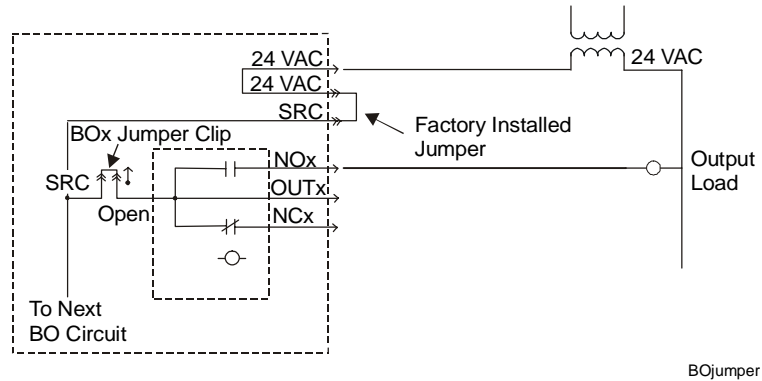 24 VAC
24 VAC
24 VAC
SRC
BOx Jumper Clip
Factory Installed
Jumper
NOx
SRC
OUTx
Output
Load
Open
NCx
To Next
BO Circuit
BOjumper